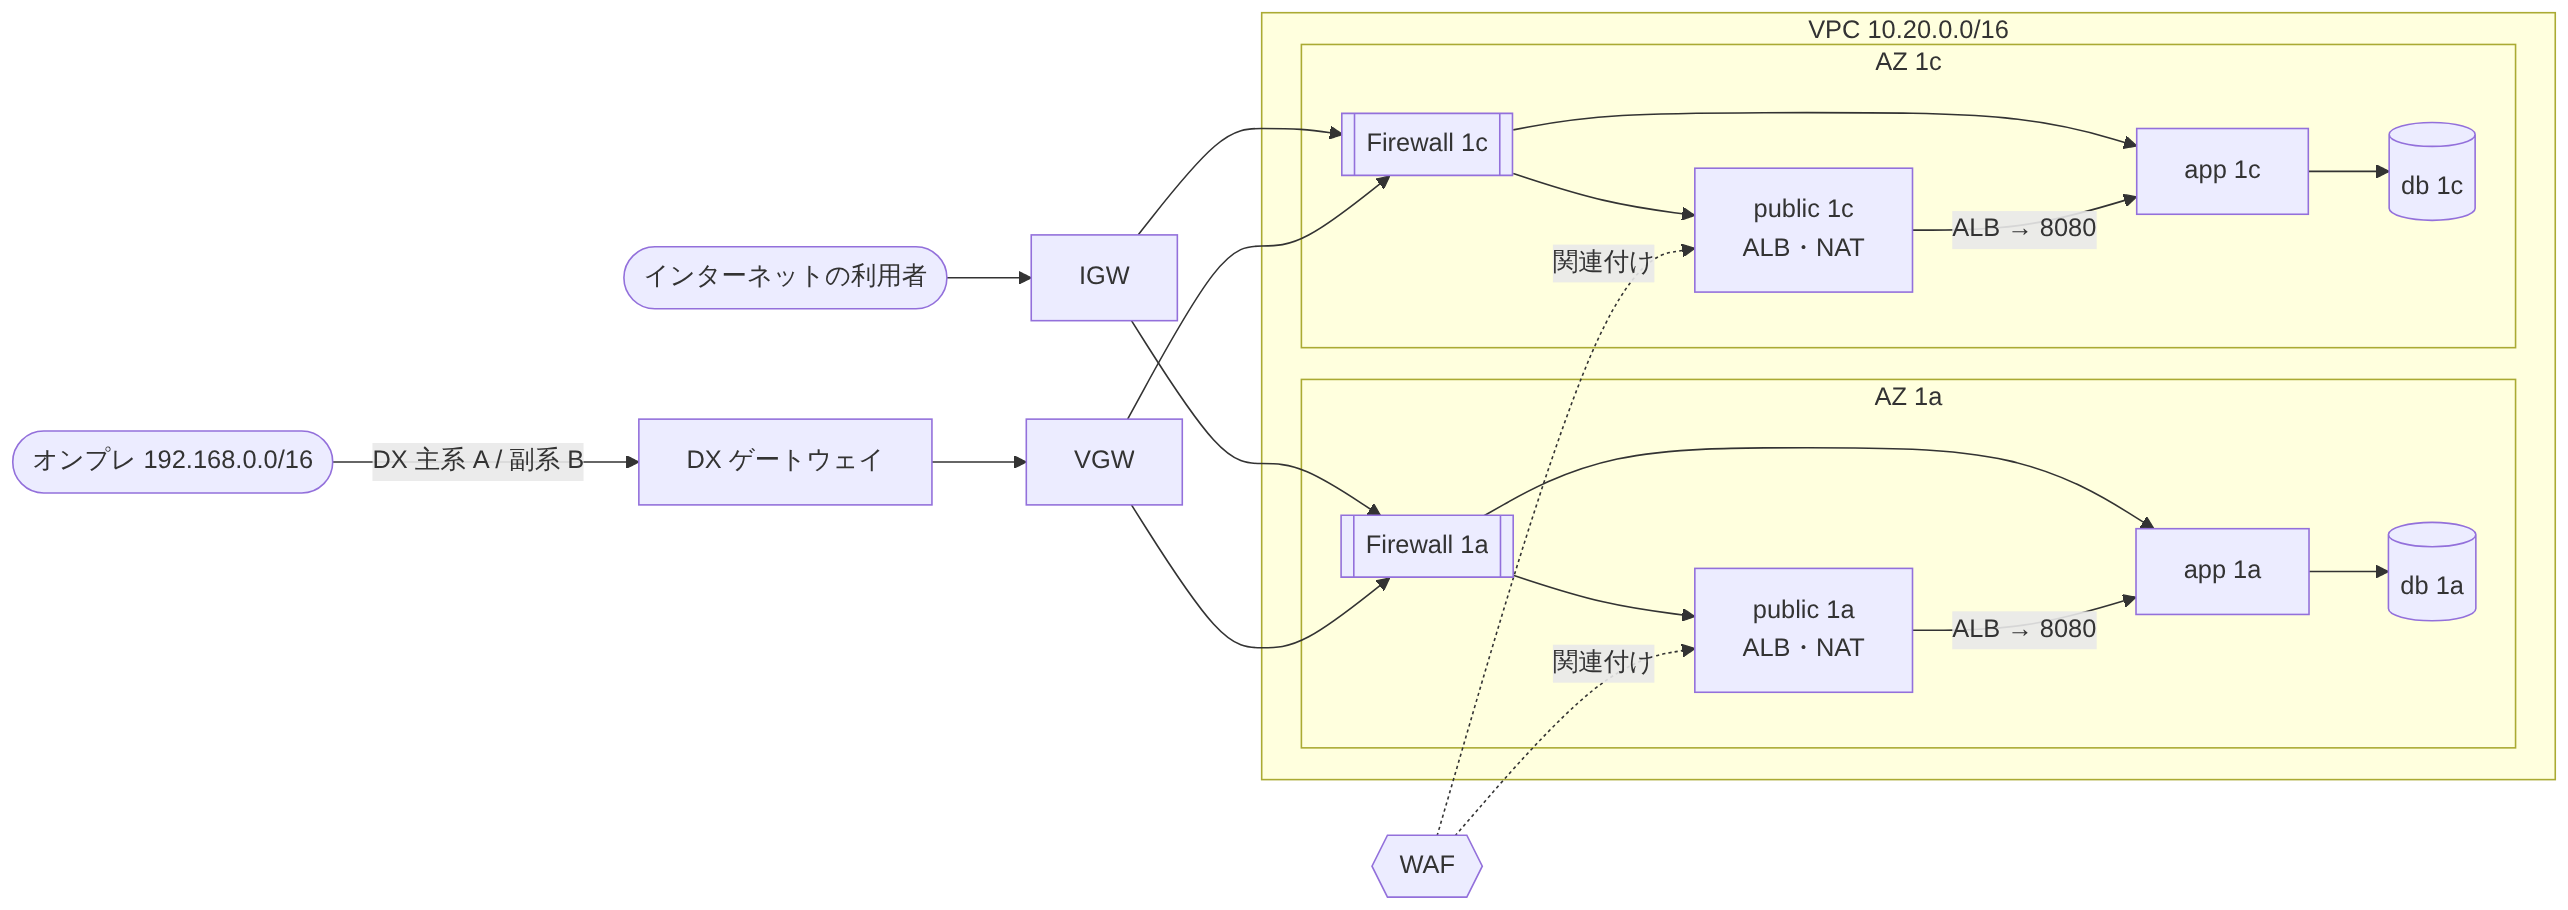 VPC 10.20.0.0/16
AZ 1c
Firewall 1c
app 1c
db 1c
public 1c
ALB・NAT
ALB → 8080
関連付け
インターネットの利用者
IGW
AZ 1a
オンプレ 192.168.0.0/16
DX 主系 A / 副系 B
DX ゲートウェイ
VGW
Firewall 1a
app 1a
db 1a
public 1a
ALB・NAT
ALB → 8080
関連付け
WAF